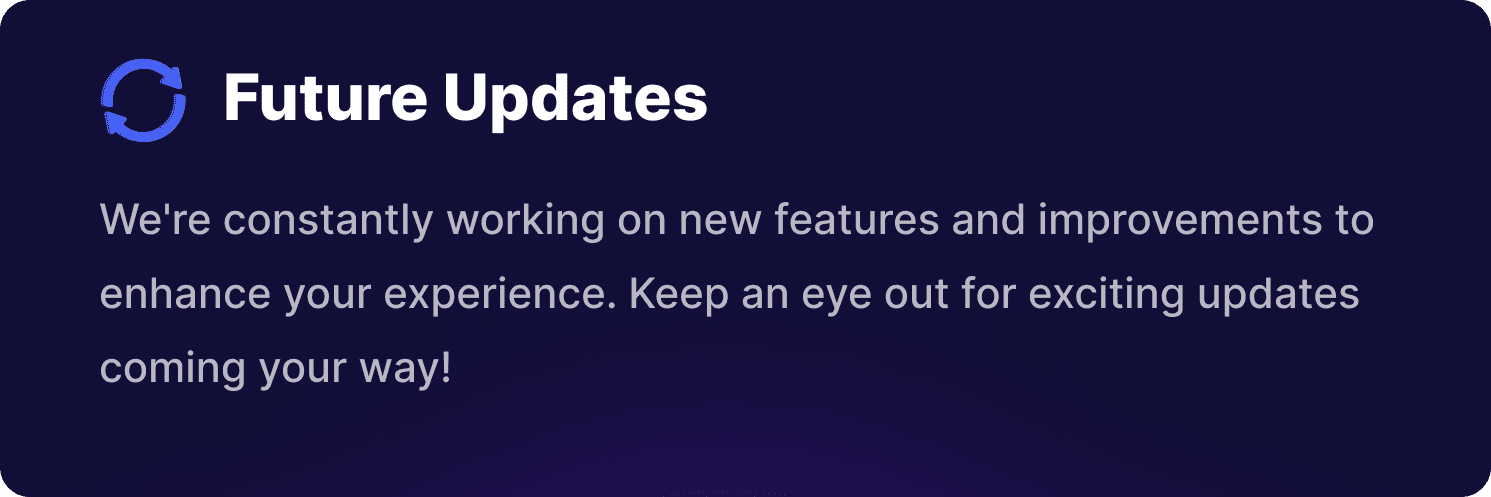 Future Updates
We're constantly working on new features and improvements to
enhance your experience. Keep an eye out for exciting updates
coming your way!